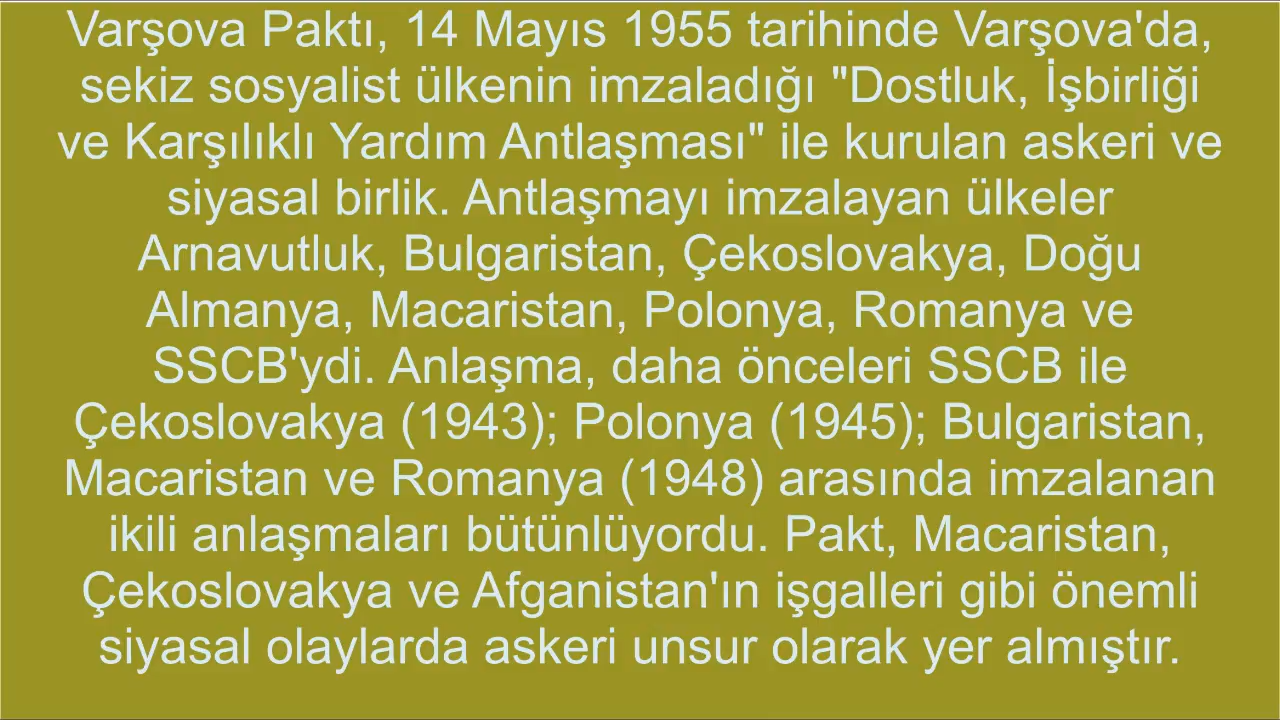 Varşova Paktı, 14 Mayıs 1955 tarihinde Varşova'da,
sekiz sosyalist ülkenin imzaladığı "Dostluk, İşbirliği
ve Karşılıklı Yardım Antlaşması" ile kurulan askeri ve
siyasal birlik. Antlaşmayı imzalayan ülkeler
Arnavutluk, Bulgaristan, Çekoslovakya, Doğu
Almanya, Macaristan, Polonya, Romanya ve
SSCB'ydi. Anlaşma, daha önceleri SSCB ile
Çekoslovakya (1943); Polonya (1945); Bulgaristan,
Macaristan ve Romanya (1948) arasında imzalanan
ikili anlaşmaları bütünlüyordu. Pakt, Macaristan,
Çekoslovakya ve Afganistan'ın işgalleri gibi önemli
siyasal olaylarda askeri unsur olarak yer almıştır.